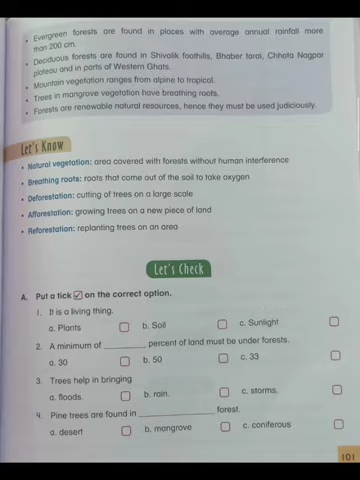 • Evergreen forests are found in places with average annual rainfall more
than 200 cm.
• Deciduous forests are found in Shivalik foothills, Bhaber tarai, Chhota Nagpur
plateau and in parts of Western Ghats.
• Mountain vegetation ranges from alpine to tropical.
• Trees in mangrove vegetation have breathing roots.
• Forests are renewable natural resources, hence they must be used judiciously.
Let's Know
• Natural vegetation: area covered with forests without human interference
• Breathing roots: roots that come out of the soil to take oxygen
• Deforestation: cutting of trees on a large scale
• Afforestation: growing trees on a new piece of land
• Reforestation: replanting trees on an area
Let's Check
A. Put a tick ☑ on the correct option.
1. It is a living thing.
a. Plants b. Soil c. Sunlight
2. A minimum of ________ percent of land must be under forests.
a. 30 b. 50 c. 33
3. Trees help in bringing
a. floods. b. rain. c. storms.
4. Pine trees are found in ______________ forest.
a. desert b. mangrove c. coniferous
101